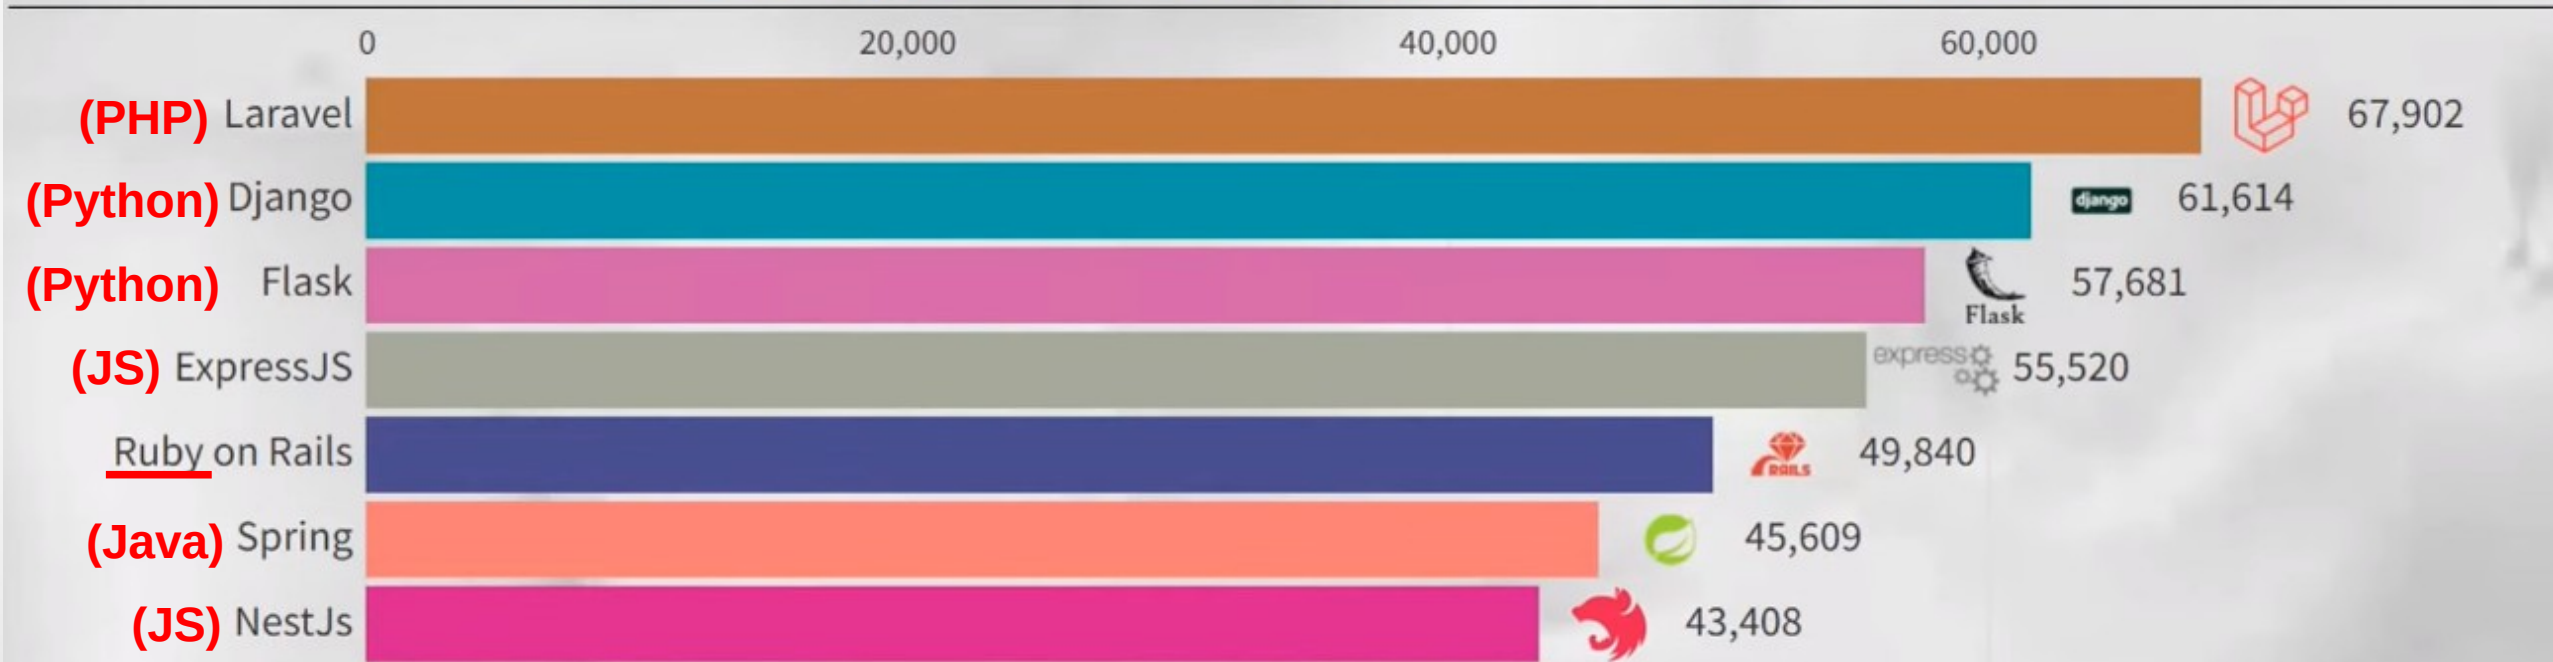 0 20,000 40,000 60,000
(PHP) Laravel 67,902
(Python) Django django 61,614
(Python) Flask Flask 57,681
(JS) ExpressJS express 55,520
Ruby on Rails RAILS 49,840
(Java) Spring 45,609
(JS) NestJs 43,408